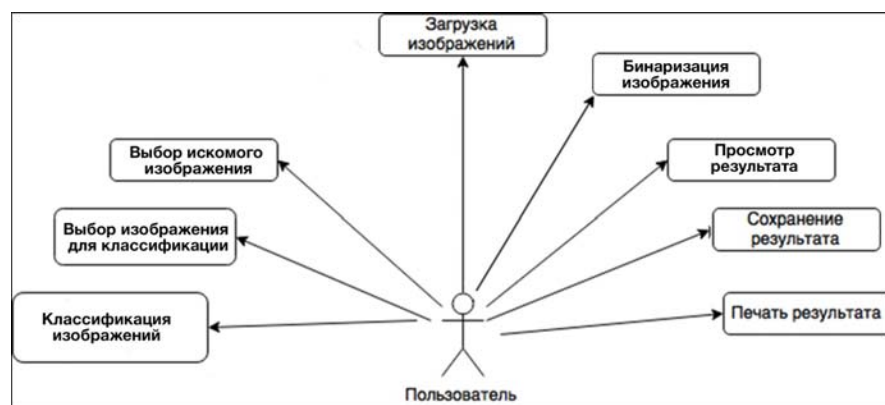 Загрузка
изображений
Бинаризация
изображения
Выбор искомого
изображения
Просмотр
результата
Выбор изображения
для классификации
Сохранение
результата
Классификация
изображений
Печать результата
Пользователь